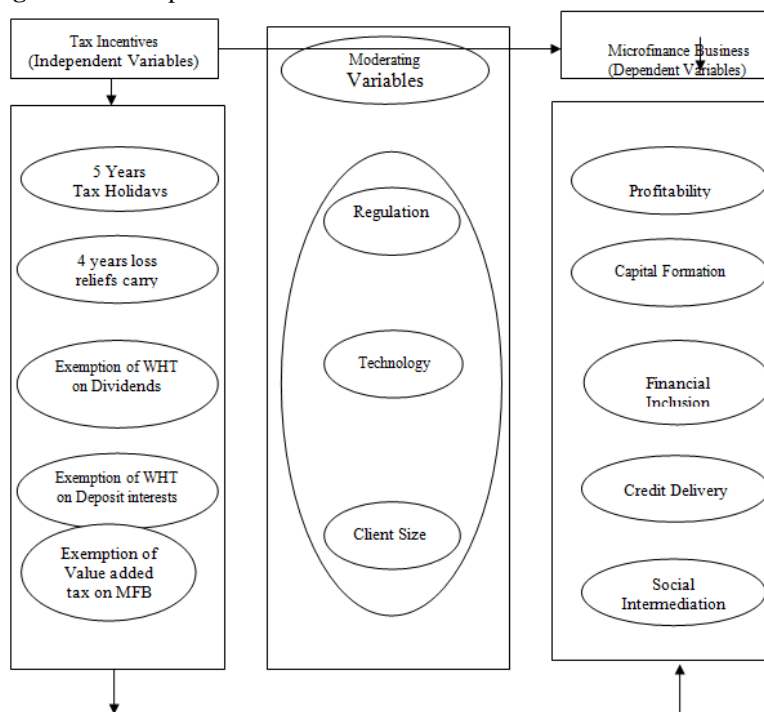 Tax Incentives
(Independent Variables)
Moderating
Variables
Microfinance Business
(Dependent Variables)
5 Years
Tax Holidays
4 years loss
reliefs carry
Exemption of WHT
on Dividends
Exemption of WHT
on Deposit interests
Exemption of
Value added
tax on MFB
Regulation
Technology
Client Size
Profitability
Capital Formation
Financial
Inclusion
Credit Delivery
Social
Intermediation